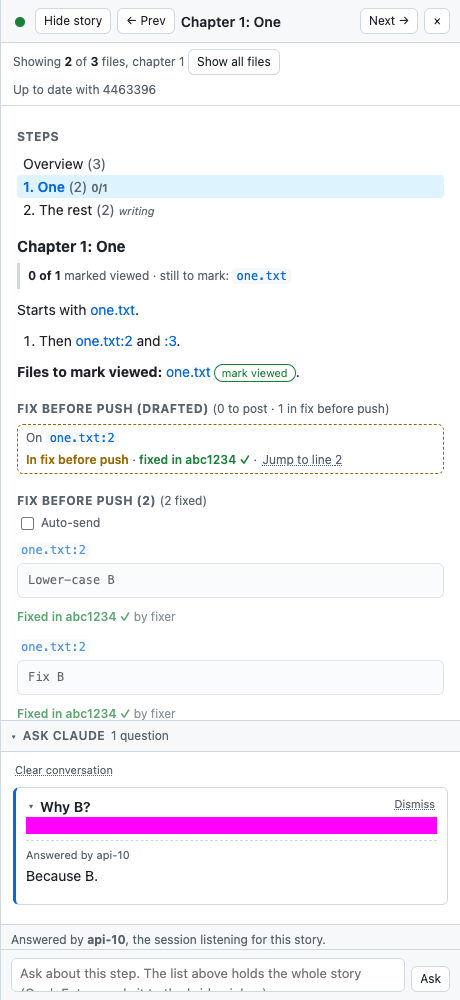 Hide story ← Prev Chapter 1: One Next → ×
Showing 2 of 3 files, chapter 1 Show all files
Up to date with 4463396
STEPS
Overview (3)
1. One (2) 0/1
2. The rest (2) writing
Chapter 1: One
0 of 1 marked viewed · still to mark: one.txt
Starts with one.txt.
1. Then one.txt:2 and :3.
Files to mark viewed: one.txt mark viewed.
FIX BEFORE PUSH (DRAFTED) (0 to post · 1 in fix before push)
On one.txt:2
In fix before push · fixed in abc1234 ✓ · Jump to line 2
FIX BEFORE PUSH (2) (2 fixed)
Auto-send
one.txt:2
Lower-case B
Fixed in abc1234 ✓ by fixer
one.txt:2
Fix B
Fixed in abc1234 ✓ by fixer
ASK CLAUDE 1 question
Clear conversation
Why B? Dismiss
Answered by api-10
Because B.
Answered by api-10, the session listening for this story.
Ask about this step. The list above holds the whole story
Ask